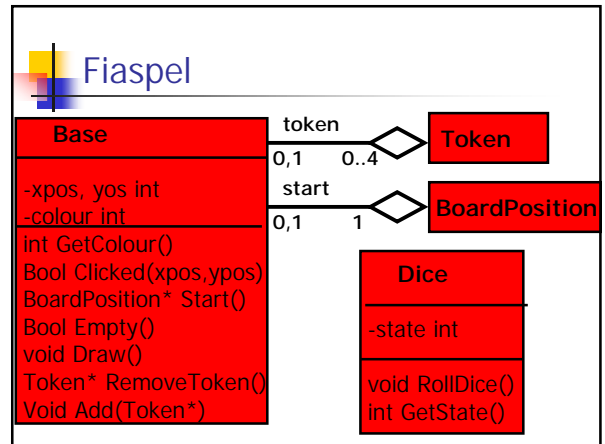 Fiaspel
Base
-xpos, yos int
-colour int
int GetColour()
Bool Clicked(xpos,ypos)
BoardPosition* Start()
Bool Empty()
void Draw()
Token* RemoveToken()
Void Add(Token*)
token
0,1 0..4
Token
start
0,1 1
BoardPosition
Dice
-state int
void RollDice()
int GetState()